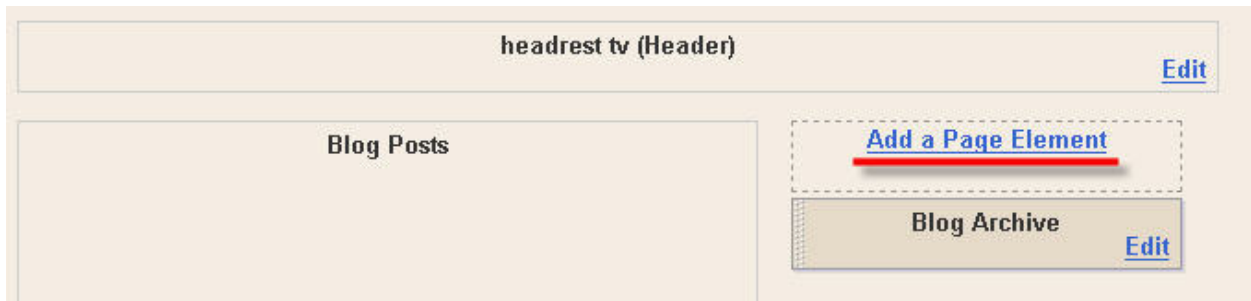 headrest tv (Header)
Edit
Blog Posts
Add a Page Element
Blog Archive
Edit